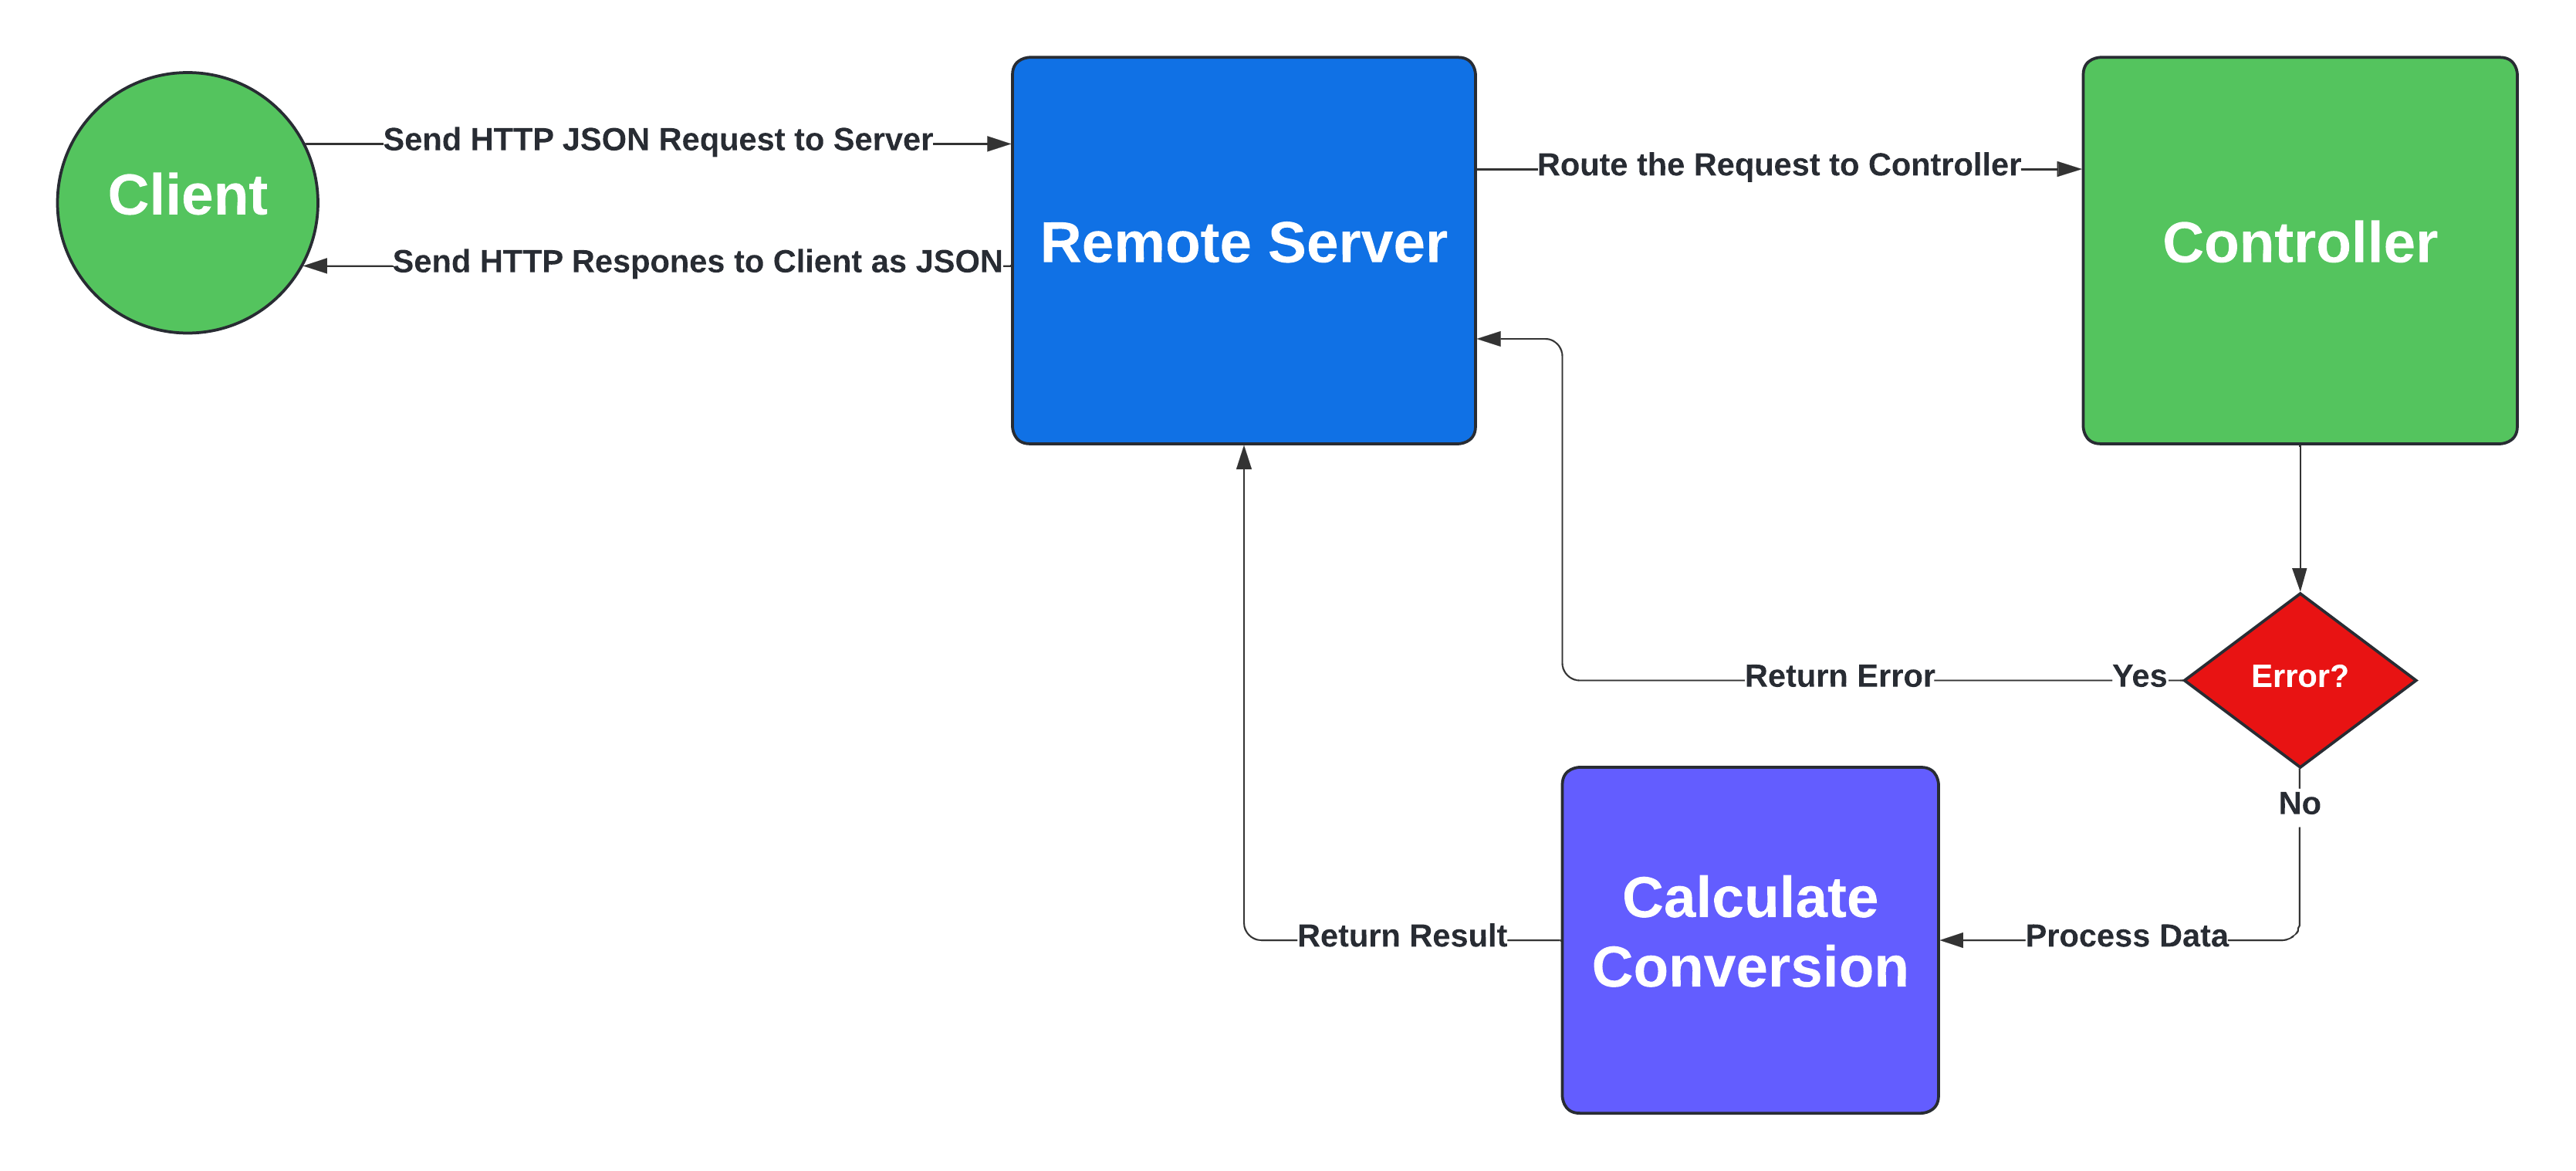 Client
Send HTTP JSON Request to Server
Send HTTP Respones to Client as JSON
Remote Server
Route the Request to Controller
Controller
Error?
Yes
Return Error
No
Process Data
Calculate
Conversion
Return Result